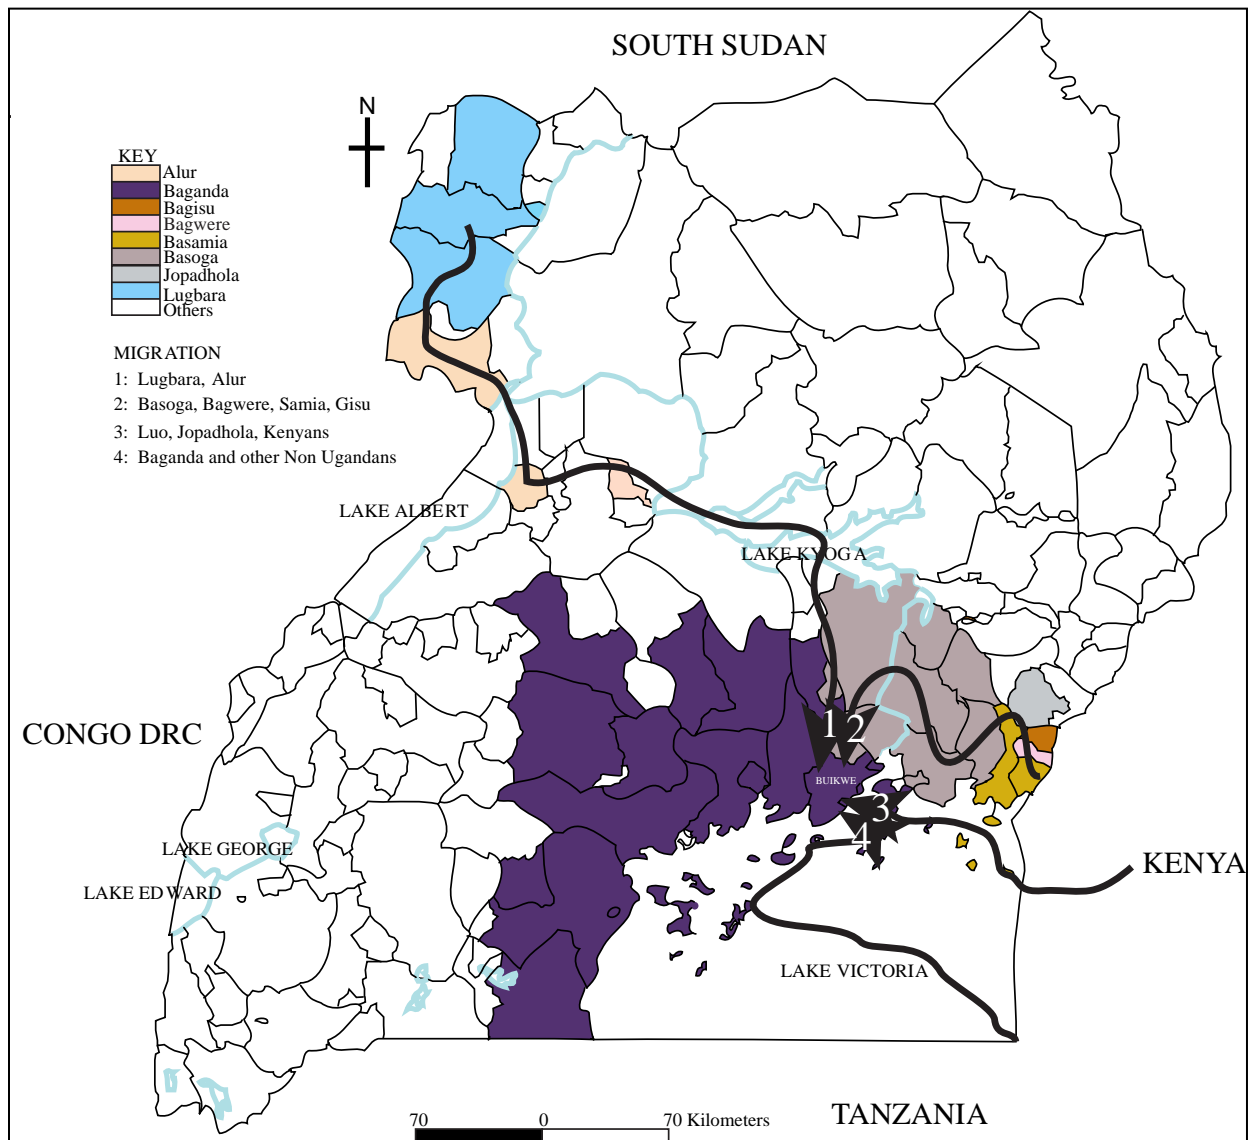 SOUTH SUDAN
N
KEY
Alur
Baganda
Bagisu
Bagwere
Basamia
Basoga
Jopadhola
Lugbara
Others
MIGRATION
1: Lugbara, Alur
2: Basoga, Bagwere, Samia, Gisu
3: Luo, Jopadhola, Kenyans
4: Baganda and other Non Ugandans
LAKE ALBERT
LAKE KYOGA
1
2
CONGO DRC
BUIKWE
3
4
LAKE GEORGE
KENYA
LAKE EDWARD
LAKE VICTORIA
70 0 70 Kilometers
TANZANIA